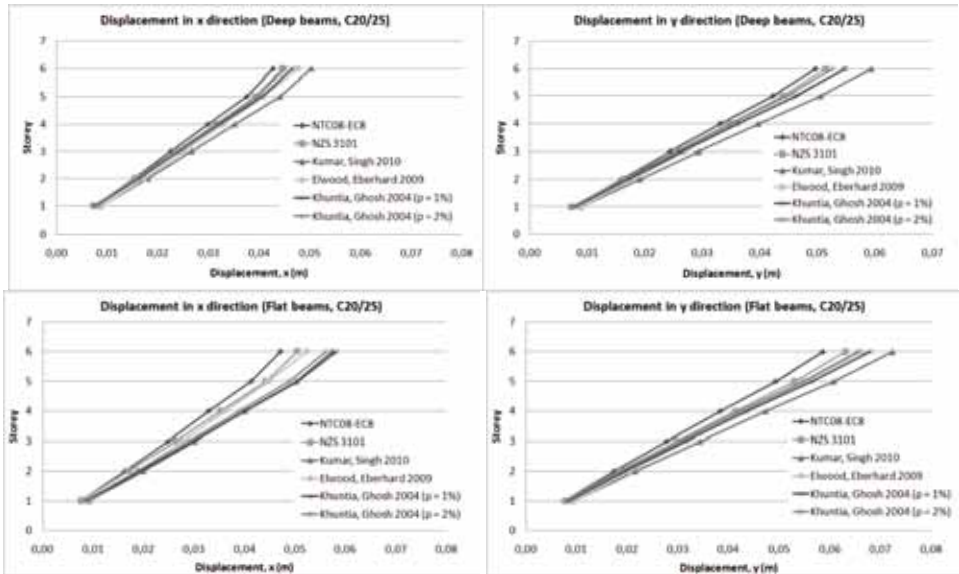 Displacement in x direction (Deep beams, C20/25)
7
6
5
4
3
2
1
0
Storey
NTC08-EC8
NZS 3101
Kumar, Singh 2010
Elwood, Eberhard 2009
Khuntia, Ghosh 2004 (p = 1%)
Khuntia, Ghosh 2004 (p = 2%)
0,00 0,01 0,02 0,03 0,04 0,05 0,06 0,07 0,08
Displacement, x (m)
Displacement in y direction (Deep beams, C20/25)
7
6
5
4
3
2
1
0
Storey
NTC08-EC8
NZS 3101
Kumar, Singh 2010
Elwood, Eberhard 2009
Khuntia, Ghosh 2004 (p = 1%)
Khuntia, Ghosh 2004 (p = 2%)
0,00 0,01 0,02 0,03 0,04 0,05 0,06 0,07
Displacement, y (m)
Displacement in x direction (Flat beams, C20/25)
7
6
5
4
3
2
1
0
Storey
NTC08-EC8
NZS 3101
Kumar, Singh 2010
Elwood, Eberhard 2009
Khuntia, Ghosh 2004 (p = 1%)
Khuntia, Ghosh 2004 (p = 2%)
0,00 0,01 0,02 0,03 0,04 0,05 0,06 0,07 0,08
Displacement, x (m)
Displacement in y direction (Flat beams, C20/25)
7
6
5
4
3
2
1
0
Storey
NTC08-EC8
NZS 3101
Kumar, Singh 2010
Elwood, Eberhard 2009
Khuntia, Ghosh 2004 (p = 1%)
Khuntia, Ghosh 2004 (p = 2%)
0,00 0,01 0,02 0,03 0,04 0,05 0,06 0,07 0,08
Displacement, y (m)